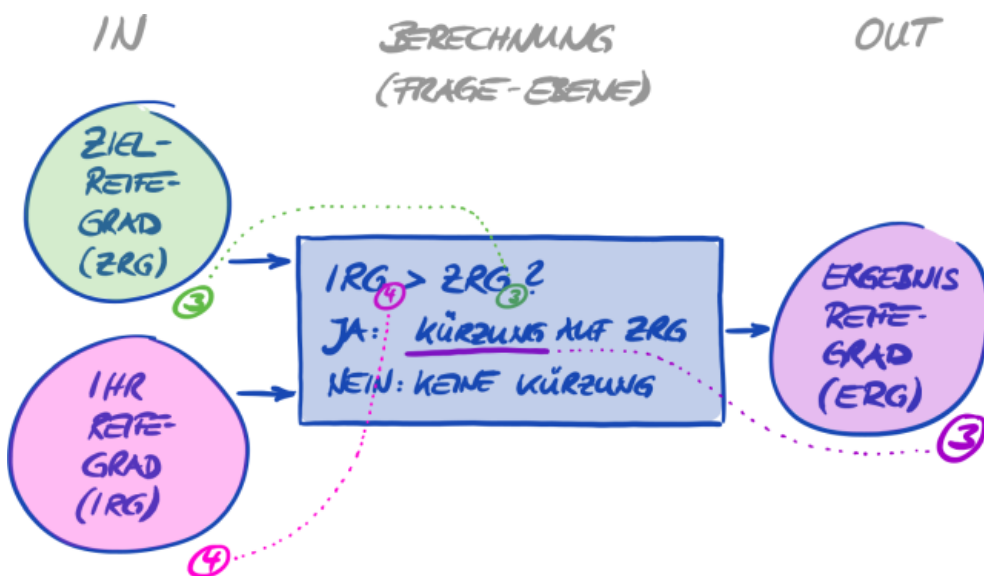 IN
BERECHNUNG
(FRAGE-EBENE)
OUT
ZIEL-
REIFE-
GRAD
(ZRG)
3
IHR
REIFE-
GRAD
(IRG)
4
IRG 4 > ZRG 3 ?
JA: KÜRZUNG AUF ZRG
NEIN: KEINE KÜRZUNG
ERGEBNIS
REIFE-
GRAD
(ERG)
3